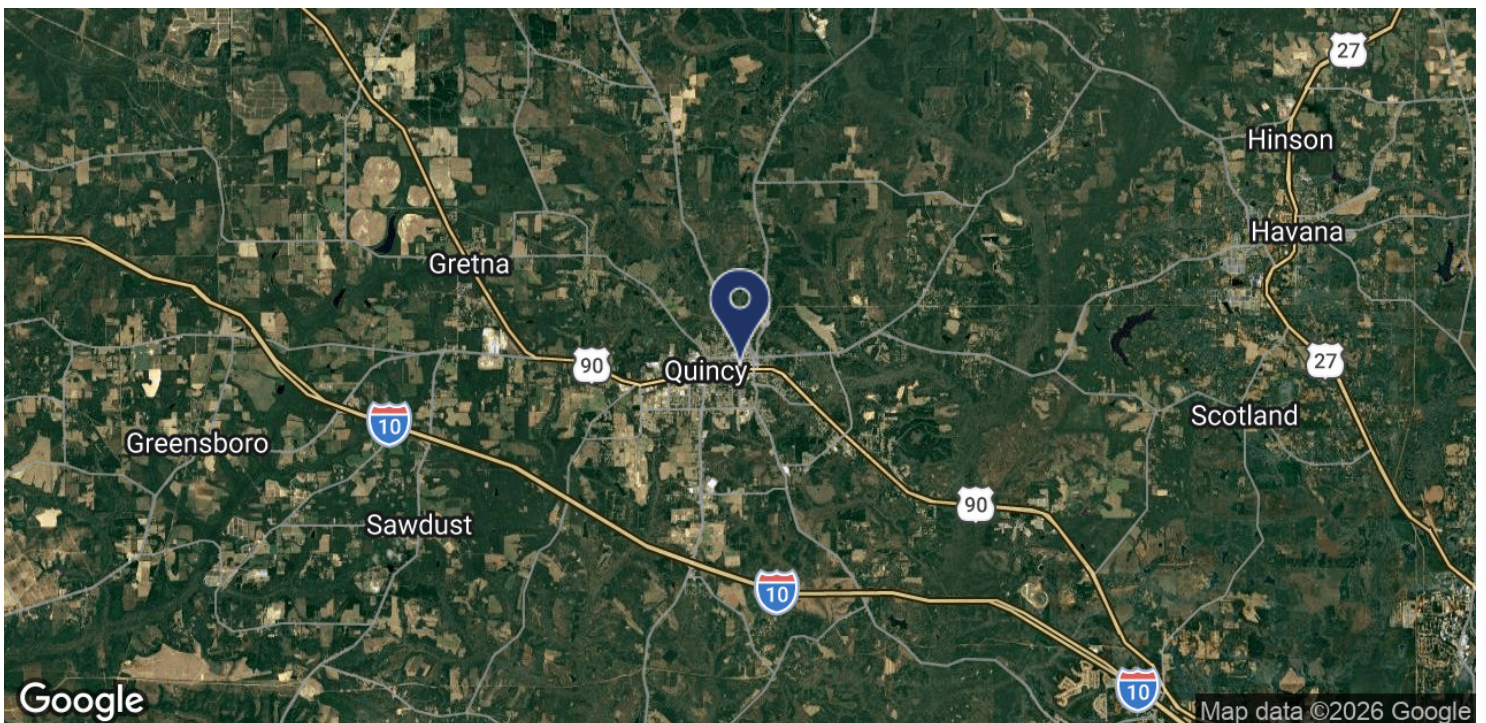 27
Hinson
Havana
Gretna
90
Quincy
27
10
Scotland
Greensboro
90
Sawdust
10
10
Google
Map data ©2026 Google